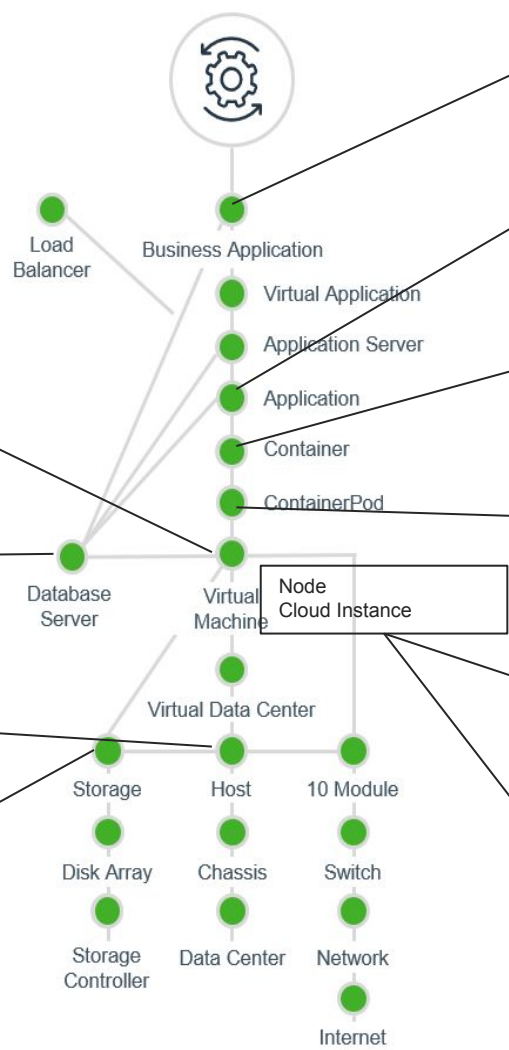 Load
Balancer
Business Application
Virtual Application
Application Server
Application
Container
ContainerPod
Database
Server
Virtual
Machine
Node
Cloud Instance
Virtual Data Center
Storage
Host
10 Module
Disk Array
Chassis
Switch
Storage
Controller
Data Center
Network
Internet